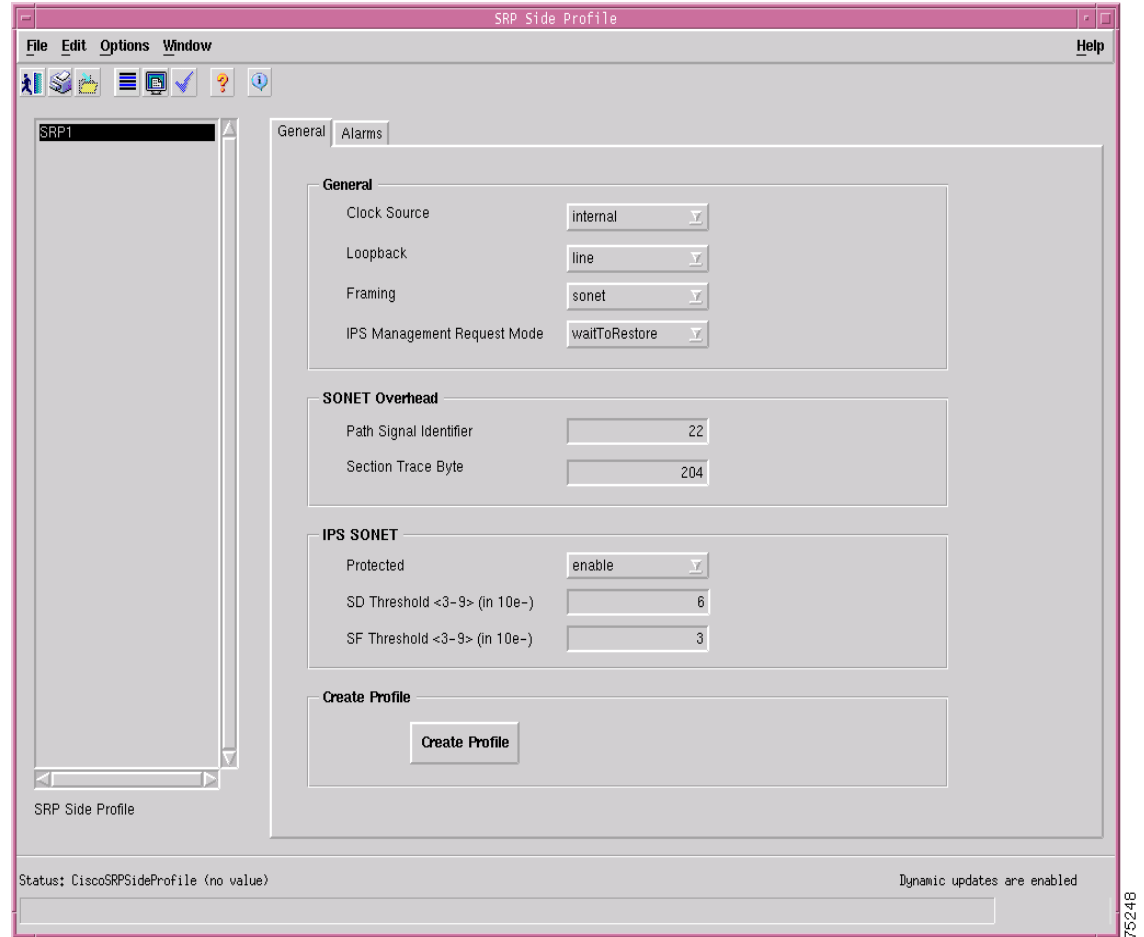 SRP Side Profile
File Edit Options Window Help
SRP1
General Alarms
General
Clock Source internal
Loopback line
Framing sonet
IPS Management Request Mode waitToRestore
SONET Overhead
Path Signal Identifier 22
Section Trace Byte 204
IPS SONET
Protected enable
SD Threshold <3-9> (in 10e-) 6
SF Threshold <3-9> (in 10e-) 3
Create Profile
Create Profile
SRP Side Profile
Status: CiscoSRPSideProfile (no value) Dynamic updates are enabled
75248